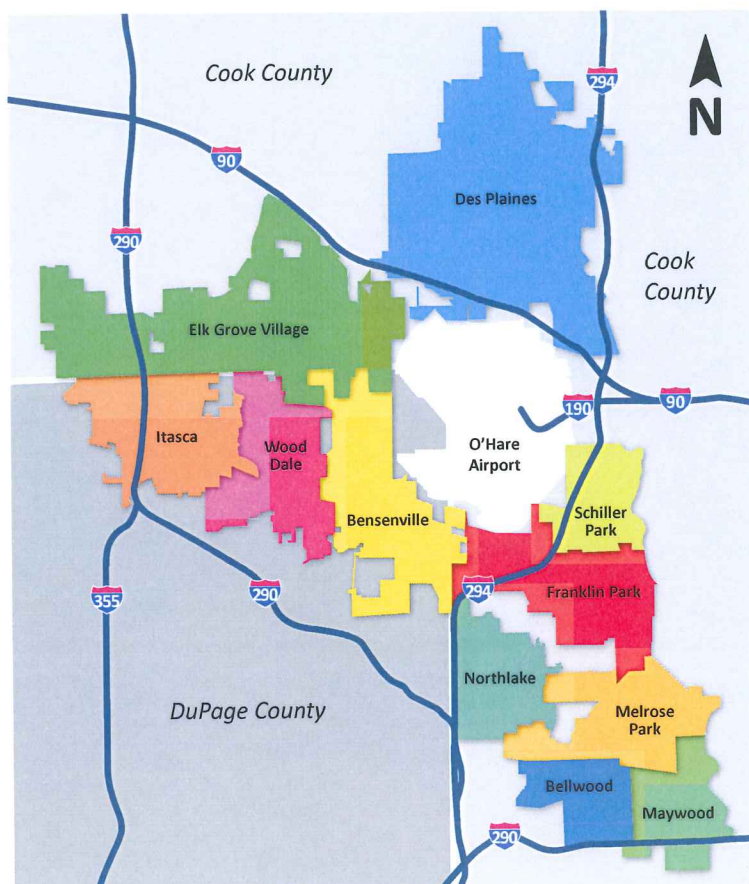 Cook County
294
N
90
Des Plaines
290
Cook
County
Elk Grove Village
190
90
Itasca
Wood
Dale
O'Hare
Airport
Bensenville
Schiller
Park
355
290
294
Franklin Park
Northlake
DuPage County
Melrose
Park
Bellwood
Maywood
290